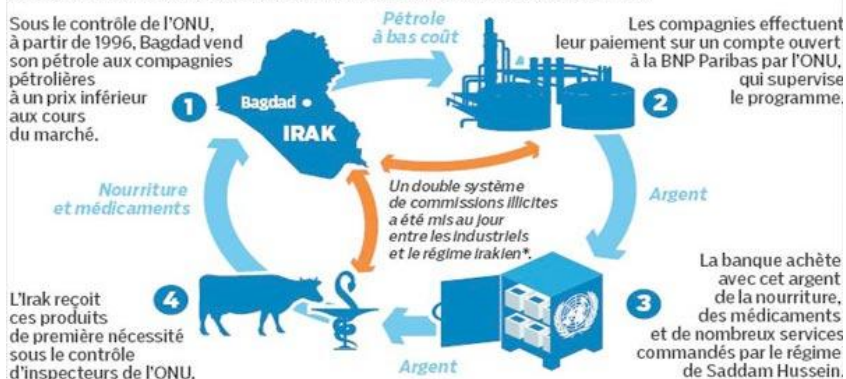 Sous le contrôle de l'ONU,
à partir de 1996, Bagdad vend
son pétrole aux compagnies
pétrolières
à un prix inférieur
aux cours
du marché.
1
Bagdad
IRAK
Pétrole
à bas coût
Les compagnies effectuent
leur paiement sur un compte ouvert
à la BNP Paribas par l'ONU,
qui supervise
le programme.
2
Nourriture
et médicaments
Un double système
de commissions illicites
a été mis au jour
entre les industriels
et le régime irakien*.
Argent
La banque achète
avec cet argent
de la nourriture,
des médicaments
et de nombreux services
commandés par le régime
de Saddam Hussein.
3
4
L'Irak reçoit
ces produits
de première nécessité
sous le contrôle
d'inspecteurs de l'ONU.
Argent